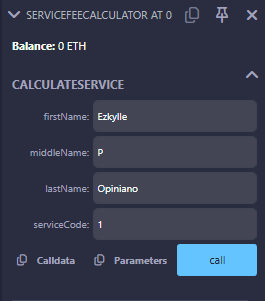 SERVICEFEECALCULATOR AT 0
Balance: 0 ETH
CALCULATESERVICE
firstName: Ezkylle
middleName: P
lastName: Opiniano
serviceCode: 1
Calldata Parameters call